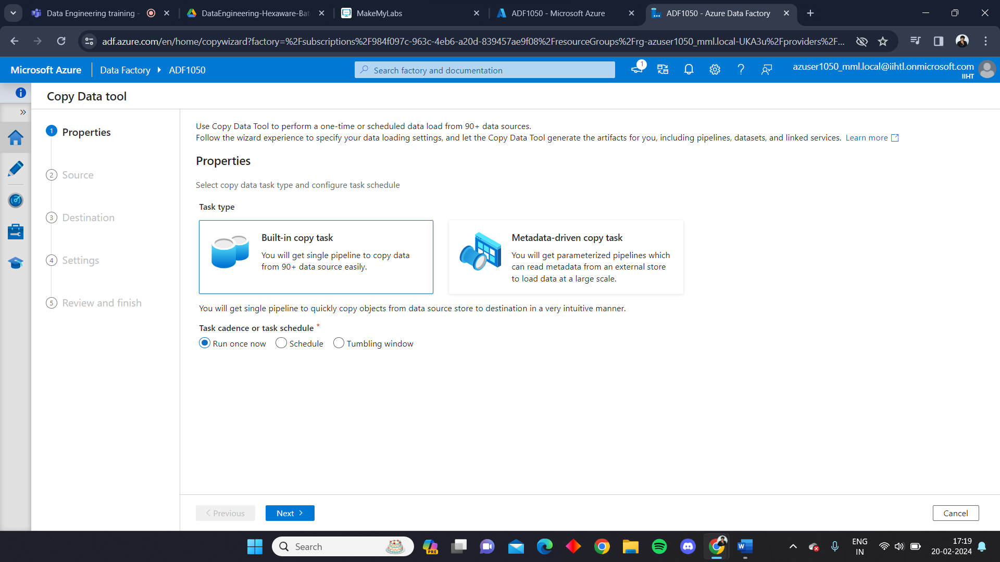 Data Engineering training -
DataEngineering-Hexaware-Bat
MakeMyLabs
ADF1050 - Microsoft Azure
ADF1050 - Azure Data Factory
adf.azure.com/en/home/copywizard?factory=%2Fsubscriptions%2F984f097c-963c-4eb6-a20d-839457ae9f08%2FresourceGroups%2Frg-azuser1050_mml.local-UKA3u%2Fproviders%2F...
Microsoft Azure
Data Factory
ADF1050
Search factory and documentation
1
azuser1050_mml.local@iihtl.onmicrosoft.com
IIHT
Copy Data tool
1 Properties
2 Source
3 Destination
4 Settings
5 Review and finish
Use Copy Data Tool to perform a one-time or scheduled data load from 90+ data sources.
Follow the wizard experience to specify your data loading settings, and let the Copy Data Tool generate the artifacts for you, including pipelines, datasets, and linked services. Learn more
Properties
Select copy data task type and configure task schedule
Task type
Built-in copy task
You will get single pipeline to copy data
from 90+ data source easily.
Metadata-driven copy task
You will get parameterized pipelines which
can read metadata from an external store
to load data at a large scale.
You will get single pipeline to quickly copy objects from data source store to destination in a very intuitive manner.
Task cadence or task schedule *
Run once now
Schedule
Tumbling window
Previous
Next
Cancel
Search
PRE
W
ENG
IN
17:19
20-02-2024